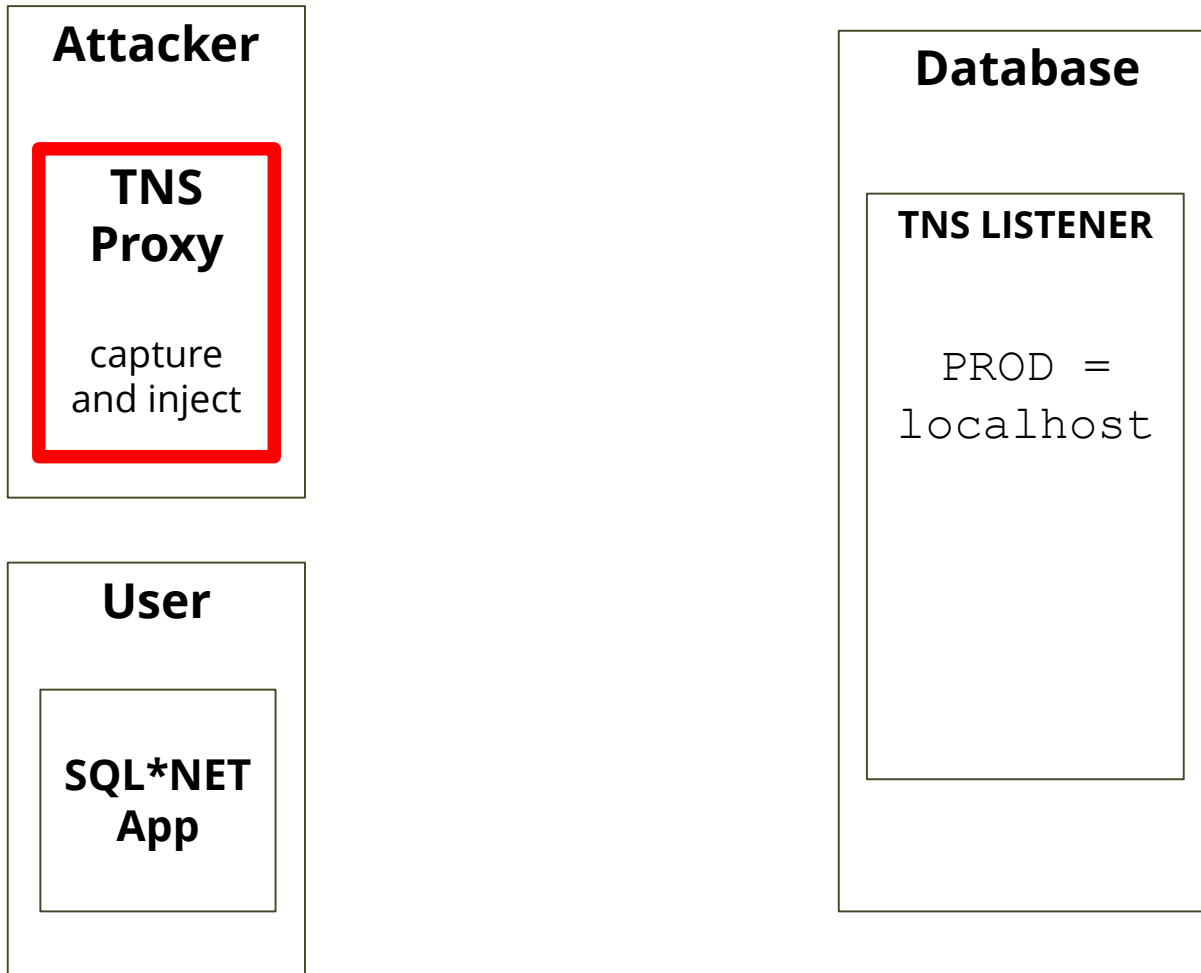 Attacker
TNS
Proxy
capture
and inject
User
SQL*NET
App
Database
TNS LISTENER
PROD =
localhost